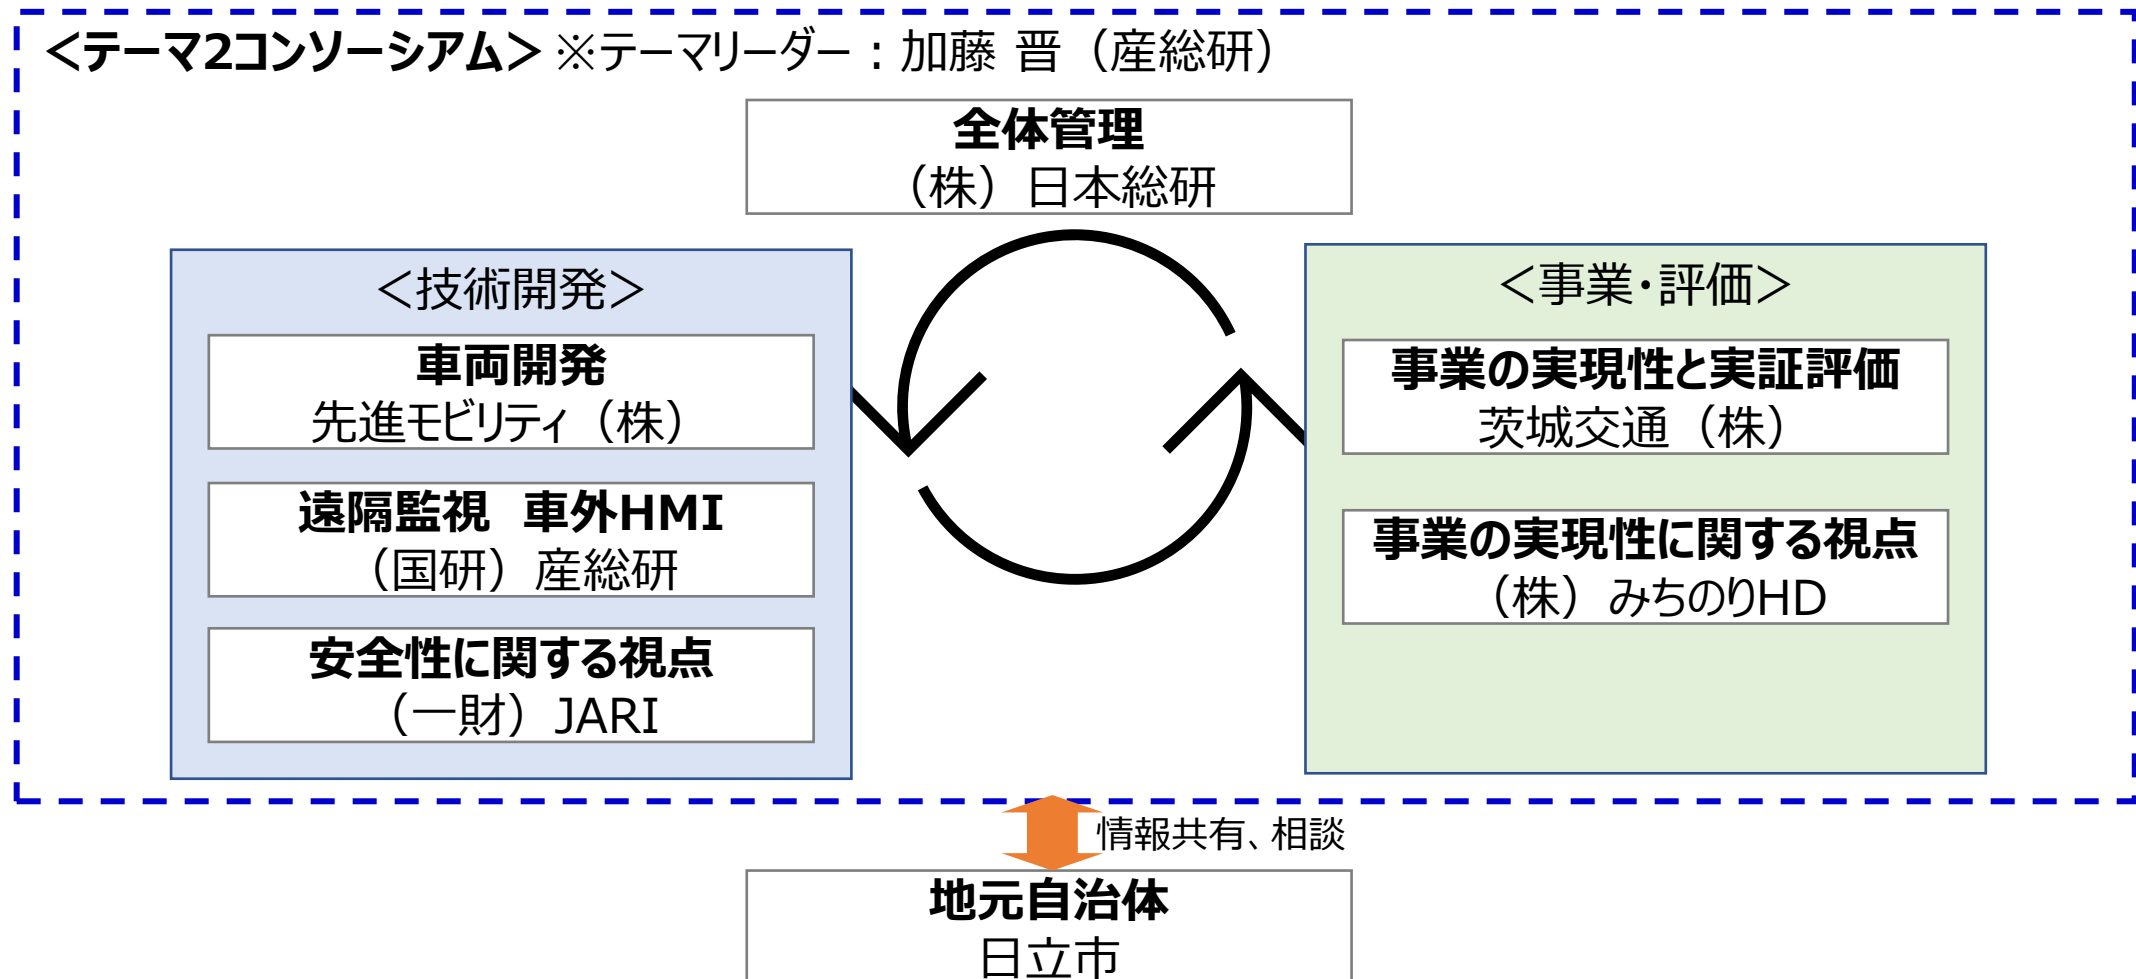 ＜テーマ2コンソーシアム＞※テーマリーダー：加藤 晋（産総研）
全体管理
（株）日本総研
＜技術開発＞
車両開発
先進モビリティ（株）
遠隔監視　車外HMI
（国研）産総研
安全性に関する視点
（一財）JARI
＜事業・評価＞
事業の実現性と実証評価
茨城交通（株）
事業の実現性に関する視点
（株）みちのりHD
情報共有、相談
地元自治体
日立市